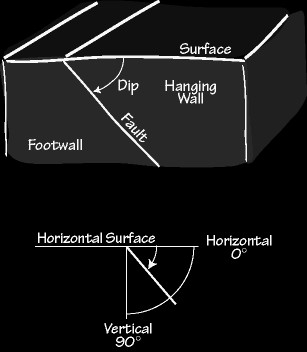 Surface
Dip
Hanging
Wall
Fault
Footwall
Horizontal Surface
Horizontal
0°
Vertical
90°